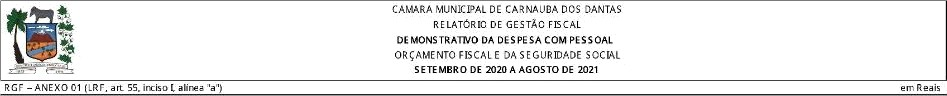 CAMARA MUNICIPAL DE CARNAUBA DOS DANTAS
RELATÓRIO DE GESTÃO FISCAL
DEMONSTRATIVO DA DESPESA COM PESSOAL
ORÇAMENTO FISCAL E DA SEGURIDADE SOCIAL
SETEMBRO DE 2020 A AGOSTO DE 2021
RGF – ANEXO 01 (LRF, art. 55, inciso I, alínea "a") em Reais